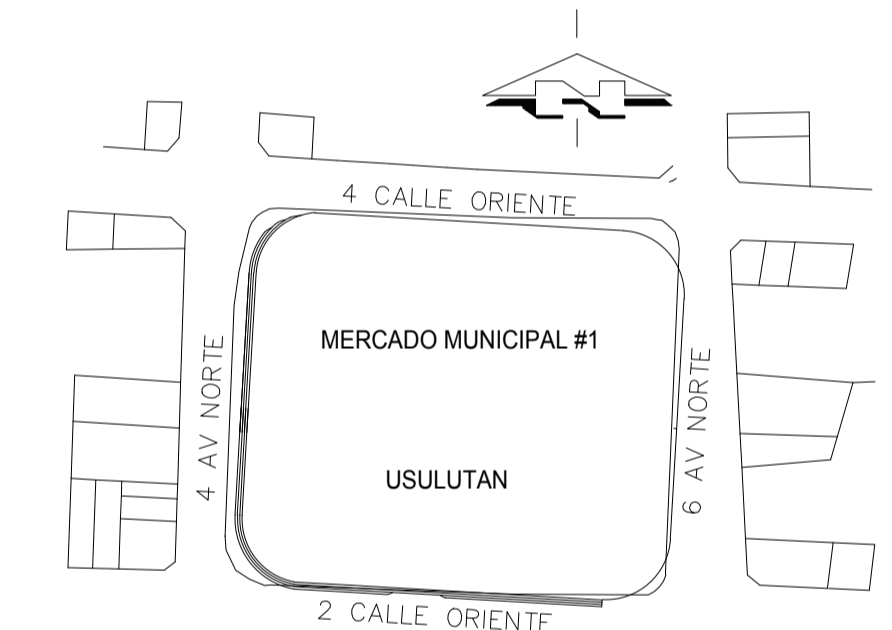 N
4 CALLE ORIENTE
MERCADO MUNICIPAL #1
4 AV NORTE
6 AV NORTE
USULUTAN
2 CALLE ORIENTE